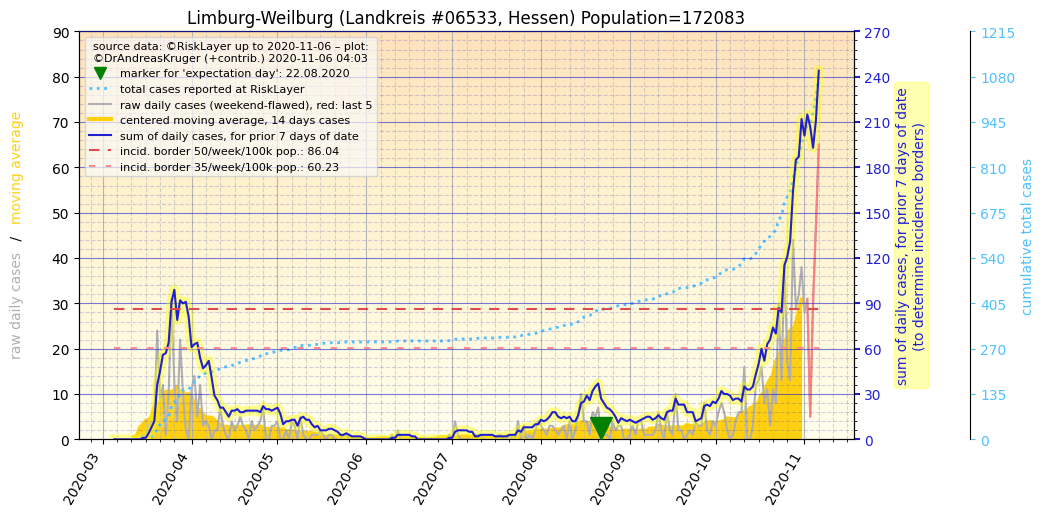 Limburg-Weilburg (Landkreis #06533, Hessen) Population=172083
source data: ©RiskLayer up to 2020-11-06 – plot:
©DrAndreasKruger (+contrib.) 2020-11-06 04:03
marker for 'expectation day': 22.08.2020
total cases reported at RiskLayer
raw daily cases (weekend-flawed), red: last 5
centered moving average, 14 days cases
sum of daily cases, for prior 7 days of date
incid. border 50/week/100k pop.: 86.04
incid. border 35/week/100k pop.: 60.23
raw daily cases / moving average
90
80
70
60
50
40
30
20
10
0
2020-03
2020-04
2020-05
2020-06
2020-07
2020-08
2020-09
2020-10
2020-11
270
240
210
180
150
120
90
60
30
0
sum of daily cases, for prior 7 days of date
(to determine incidence borders)
1215
1080
945
810
675
540
405
270
135
0
cumulative total cases